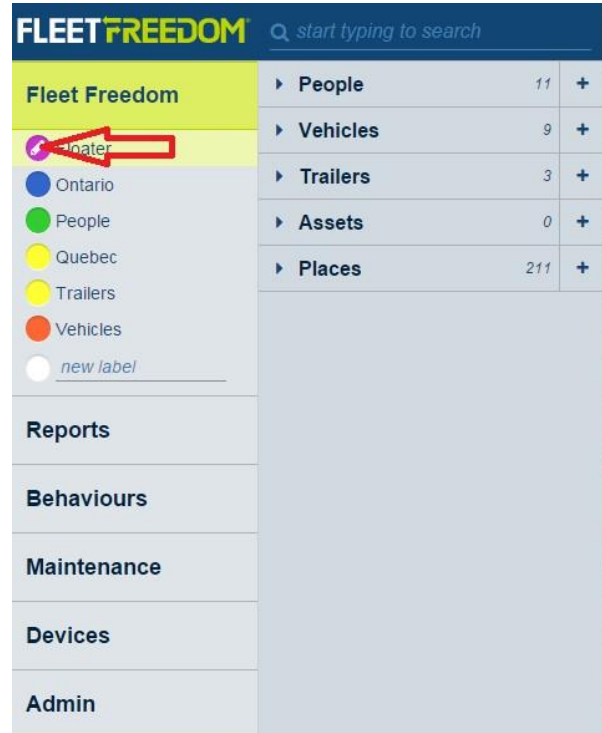 FLEETFREEDOM
start typing to search
Fleet Freedom
Floater
Ontario
People
Quebec
Trailers
Vehicles
new label
Reports
Behaviours
Maintenance
Devices
Admin
People 11 +
Vehicles 9 +
Trailers 3 +
Assets 0 +
Places 211 +